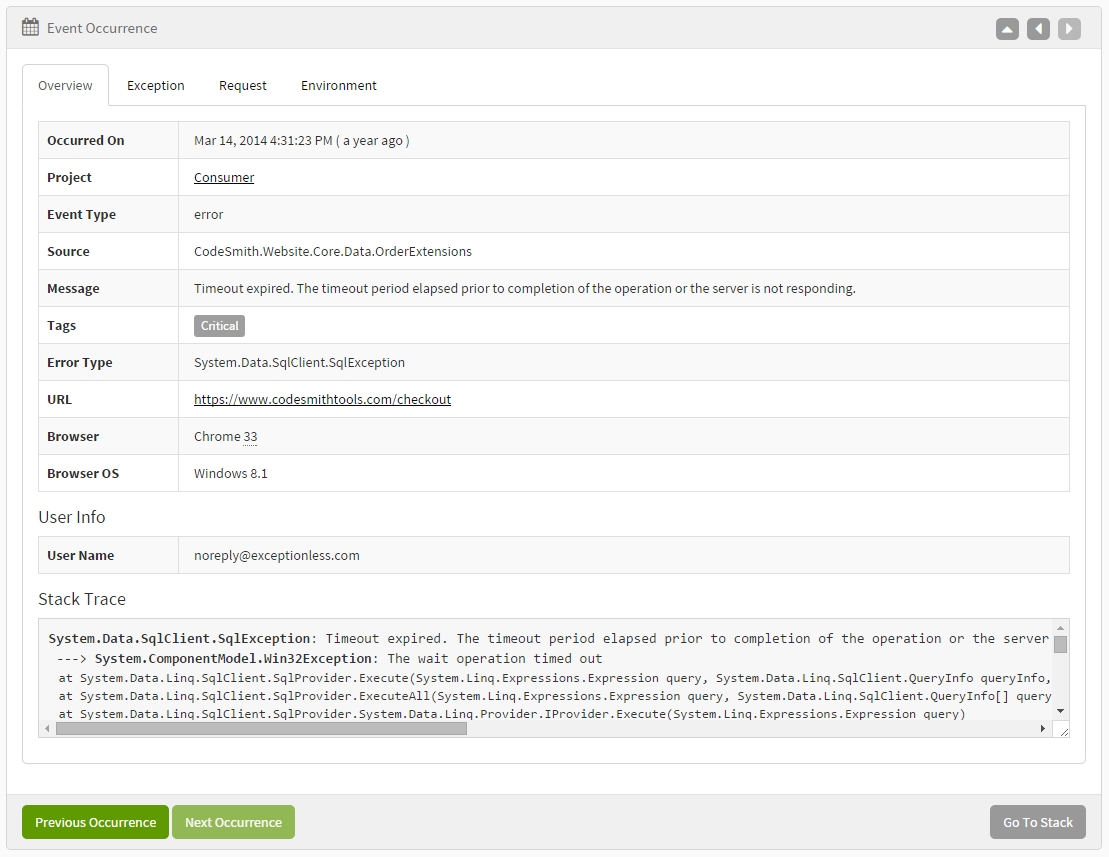 Event Occurrence
Overview Exception Request Environment
Occurred On Mar 14, 2014 4:31:23 PM ( a year ago )
Project Consumer
Event Type error
Source CodeSmith.Website.Core.Data.OrderExtensions
Message Timeout expired. The timeout period elapsed prior to completion of the operation or the server is not responding.
Tags Critical
Error Type System.Data.SqlClient.SqlException
URL https://www.codesmithtools.com/checkout
Browser Chrome 33
Browser OS Windows 8.1
User Info
User Name noreply@exceptionless.com
Stack Trace
System.Data.SqlClient.SqlException: Timeout expired. The timeout period elapsed prior to completion of the operation or the server
---> System.ComponentModel.Win32Exception: The wait operation timed out
at System.Data.Linq.SqlClient.SqlProvider.Execute(System.Linq.Expressions.Expression query, System.Data.Linq.SqlClient.QueryInfo queryInfo,
at System.Data.Linq.SqlClient.SqlProvider.ExecuteAll(System.Linq.Expressions.Expression query, System.Data.Linq.SqlClient.QueryInfo[] query
at System.Data.Linq.SqlClient.SqlProvider.System.Data.Linq.Provider.IProvider.Execute(System.Linq.Expressions.Expression query)
Previous Occurrence Next Occurrence Go To Stack